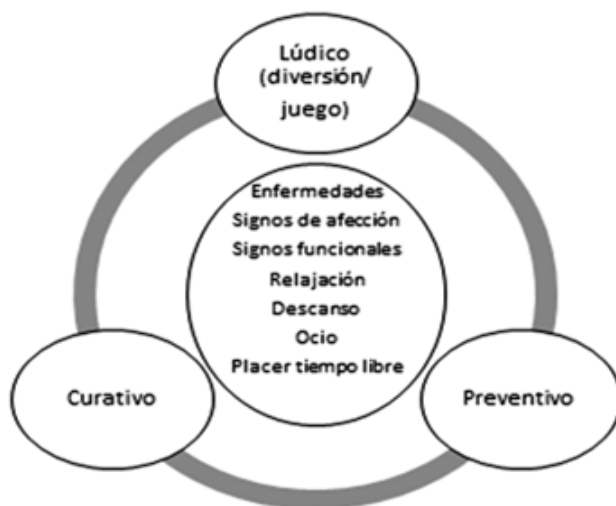 Lúdico
(diversión/
juego)
Enfermedades
Signos de afección
Signos funcionales
Relajación
Descanso
Ocio
Placer tiempo libre
Curativo
Preventivo